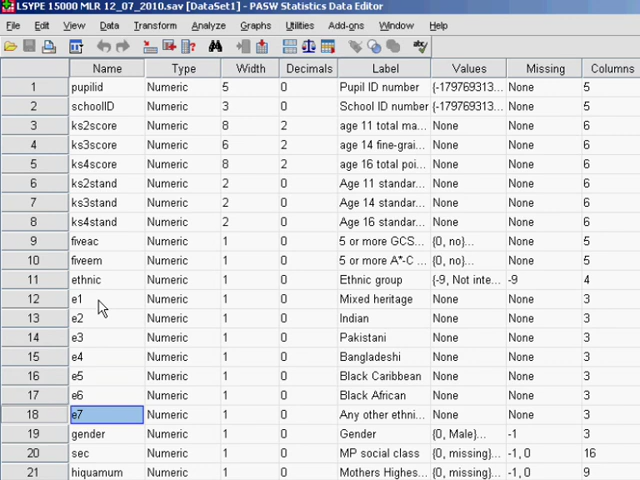 LSYPE 15000 MLR 12_07_2010.sav [DataSet1] - PASW Statistics Data Editor
File Edit View Data Transform Analyze Graphs Utilities Add-ons Window Help
Name Type Width Decimals Label Values Missing Columns
1 pupilid Numeric 5 0 Pupil ID number {-179769313... None 5
2 schoolID Numeric 3 0 School ID number {-179769313... None 5
3 ks2score Numeric 8 2 age 11 total ma... None None 6
4 ks3score Numeric 6 2 age 14 fine-grai... None None 6
5 ks4score Numeric 8 2 age 16 total poi... None None 6
6 ks2stand Numeric 2 0 Age 11 standar... None None 6
7 ks3stand Numeric 2 0 Age 14 standar... None None 6
8 ks4stand Numeric 2 0 Age 16 standar... None None 6
9 fiveac Numeric 1 0 5 or more GCS... {0, no}... None 5
10 fiveem Numeric 1 0 5 or more A*-C ... {0, no}... None 5
11 ethnic Numeric 1 0 Ethnic group {-9, Not inte... -9 4
12 e1 Numeric 1 0 Mixed heritage None None 3
13 e2 Numeric 1 0 Indian None None 3
14 e3 Numeric 1 0 Pakistani None None 3
15 e4 Numeric 1 0 Bangladeshi None None 3
16 e5 Numeric 1 0 Black Caribbean None None 3
17 e6 Numeric 1 0 Black African None None 3
18 e7 Numeric 1 0 Any other ethni... None None 3
19 gender Numeric 1 0 Gender {0, Male}... -1 3
20 sec Numeric 1 0 MP social class {0, missing}... -1, 0 16
21 hiquamum Numeric 1 0 Mothers Highes... {0, missing}... -1, 0 9